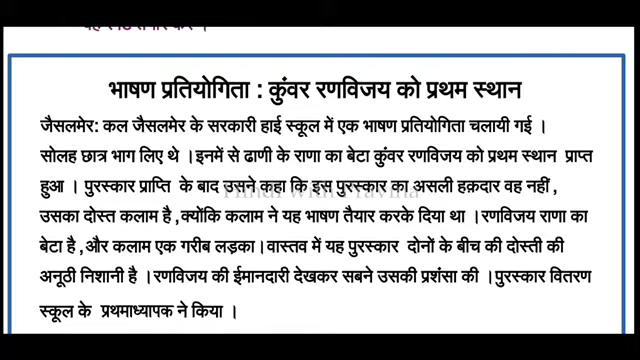 भाषण प्रतियोगिता : कुंवर रणविजय को प्रथम स्थान
जैसलमेर: कल जैसलमेर के सरकारी हाई स्कूल में एक भाषण प्रतियोगिता चलायी गई ।
सोलह छात्र भाग लिए थे ।इनमें से ढाणी के राणा का बेटा कुंवर रणविजय को प्रथम स्थान प्राप्त
हुआ । पुरस्कार प्राप्ति के बाद उसने कहा कि इस पुरस्कार का असली हक़दार वह नहीं ,
Hindi with Pravina
उसका दोस्त कलाम है ,क्योंकि कलाम ने यह भाषण तैयार करके दिया था ।रणविजय राणा का
बेटा है ,और कलाम एक गरीब लड़का।वास्तव में यह पुरस्कार दोनों के बीच की दोस्ती की
अनूठी निशानी है ।रणविजय की ईमानदारी देखकर सबने उसकी प्रशंसा की ।पुरस्कार वितरण
स्कूल के प्रथमाध्यापक ने किया ।